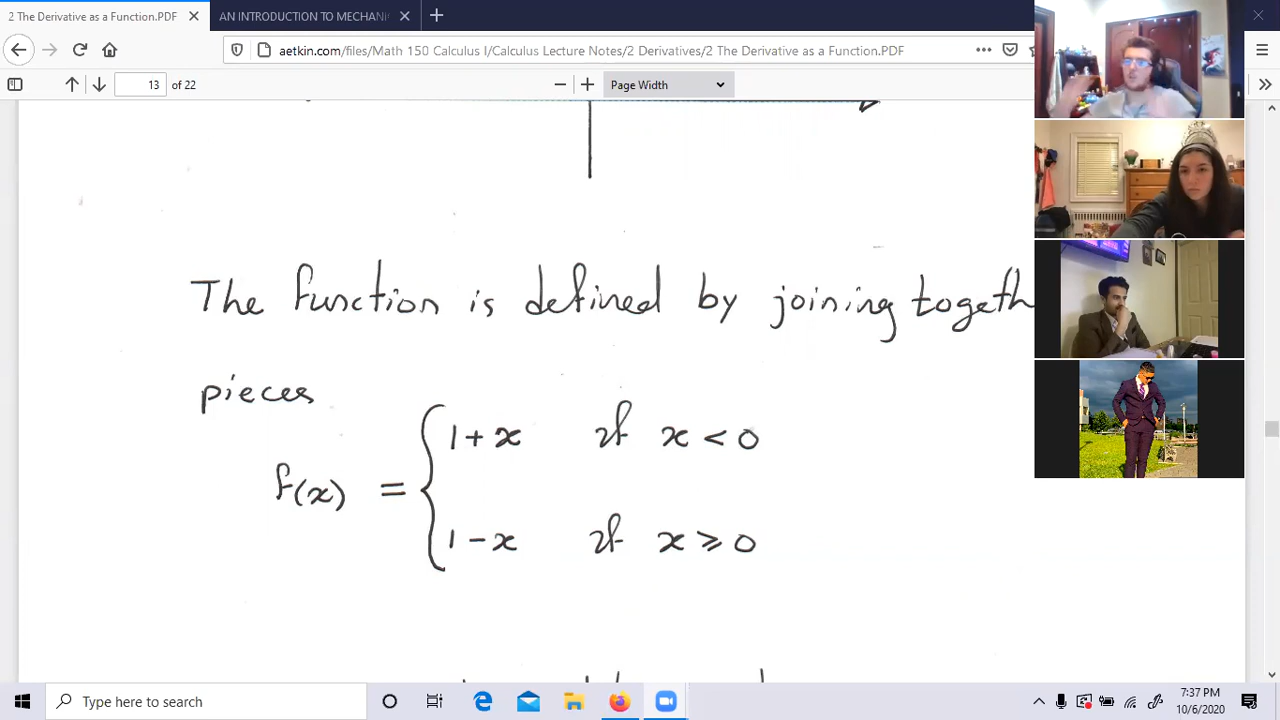 2 The Derivative as a Function.PDF
AN INTRODUCTION TO MECHANI
aetkin.com/files/Math 150 Calculus I/Calculus Lecture Notes/2 Derivatives/2 The Derivative as a Function.PDF
13 of 22
Page Width
The function is defined by joining togeth
pieces
f(x) = { 1 + x if x < 0
1 - x if x ⩾ 0
Type here to search
7:37 PM
10/6/2020